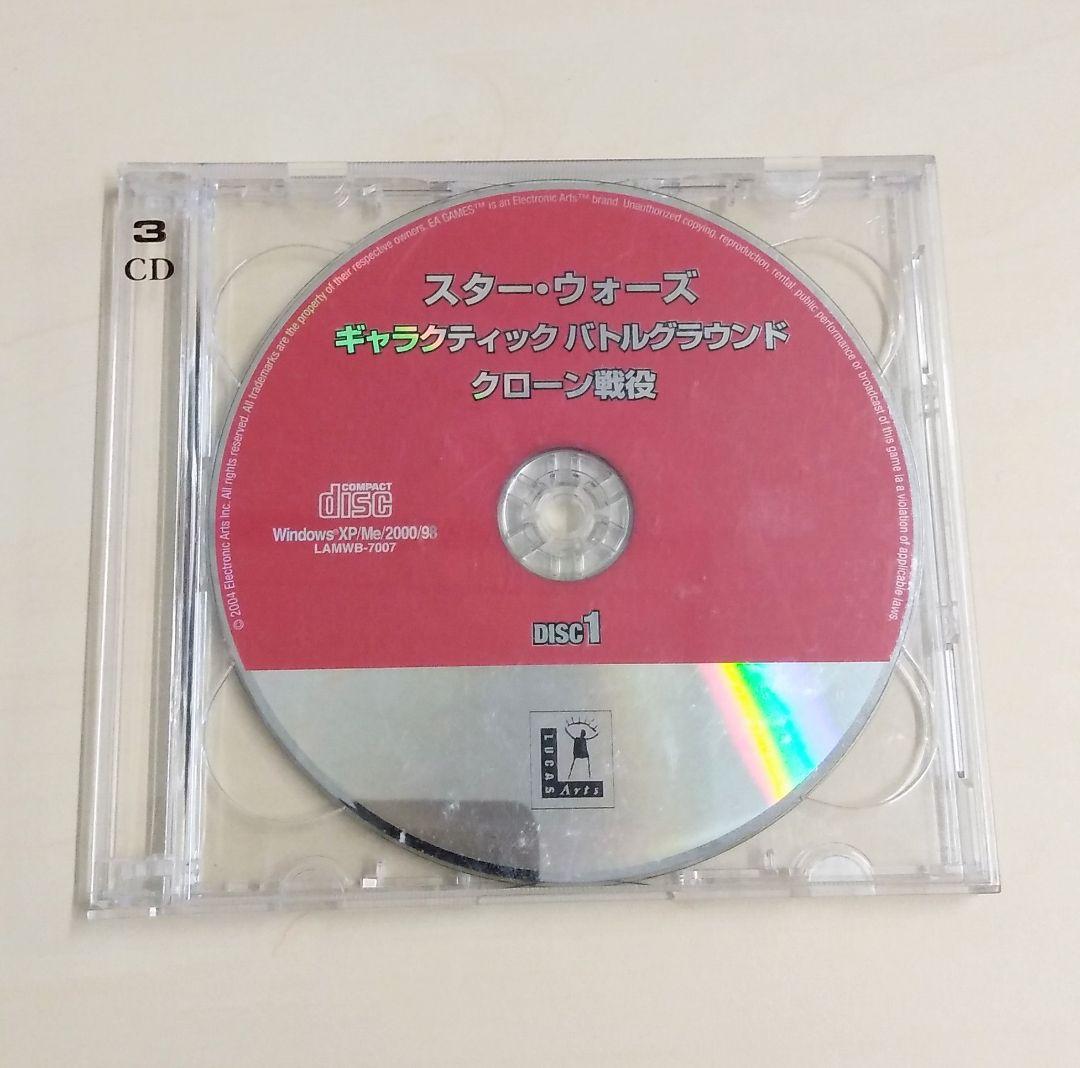 3
CD
© 2004 Electronic Arts Inc. All rights reserved. All trademarks are the property of their respective owners. EA GAMES™ is an Electronic Arts™ brand. Unauthorized copying, reproduction, rental, public performance or broadcast of this game ia a violation of applicable laws.
スター・ウォーズ
ギャラクティック バトルグラウンド
クローン戦役
COMPACT
disc
Windows®XP/Me/2000/98
LAMWB-7007
DISC1
LUCAS
Arts